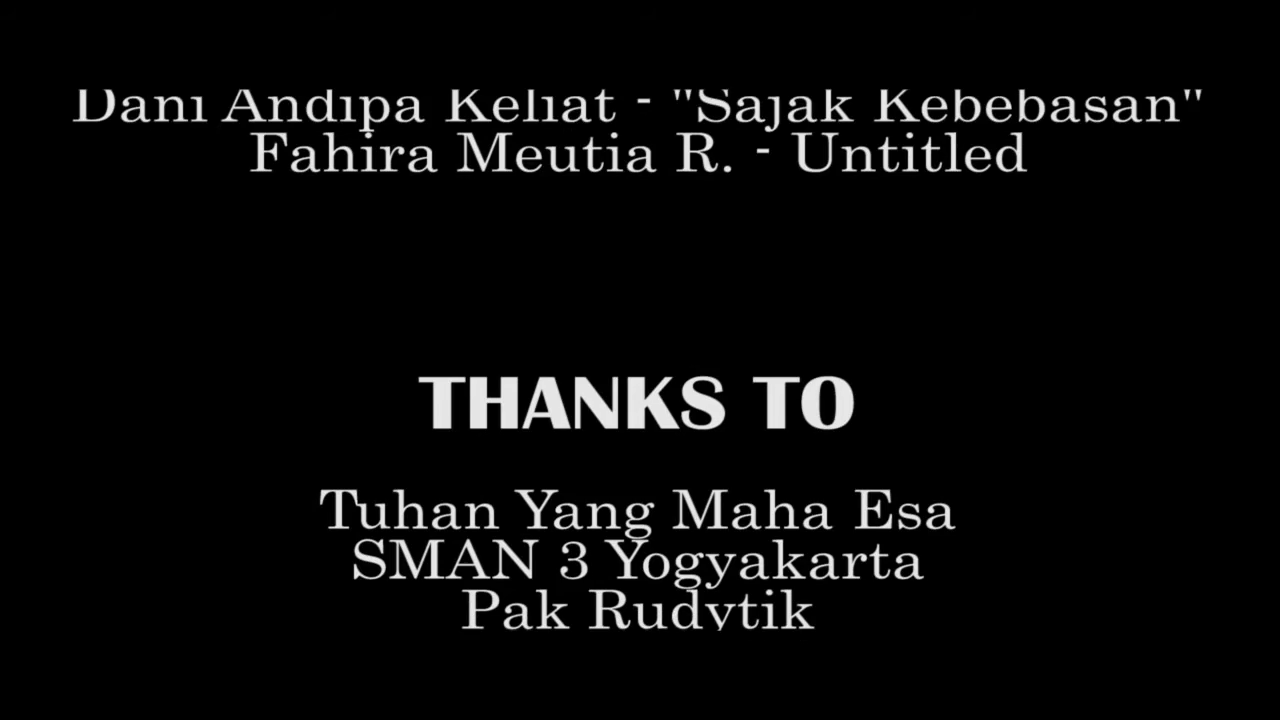 Dani Andipa Keliat - "Sajak Kebebasan"
Fahira Meutia R. - Untitled
THANKS TO
Tuhan Yang Maha Esa
SMAN 3 Yogyakarta
Pak Rudytik